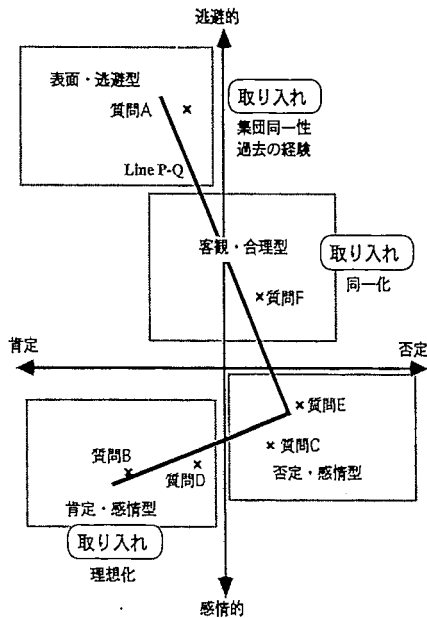 逃避的
表面・逃避型
質問A
取り入れ
集団同一性
過去の経験
Line P-Q
客観・合理型
取り入れ
同一化
質問F
肯定
否定
質問E
質問B
質問C
質問D
否定・感情型
肯定・感情型
取り入れ
理想化
感情的